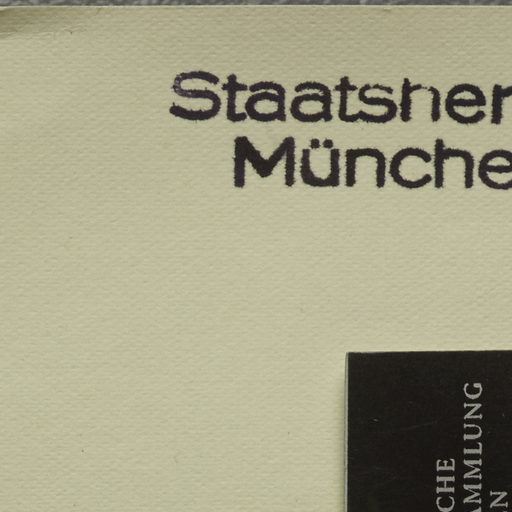 Staatsher
Münche
CHE
AMMLUNG
N